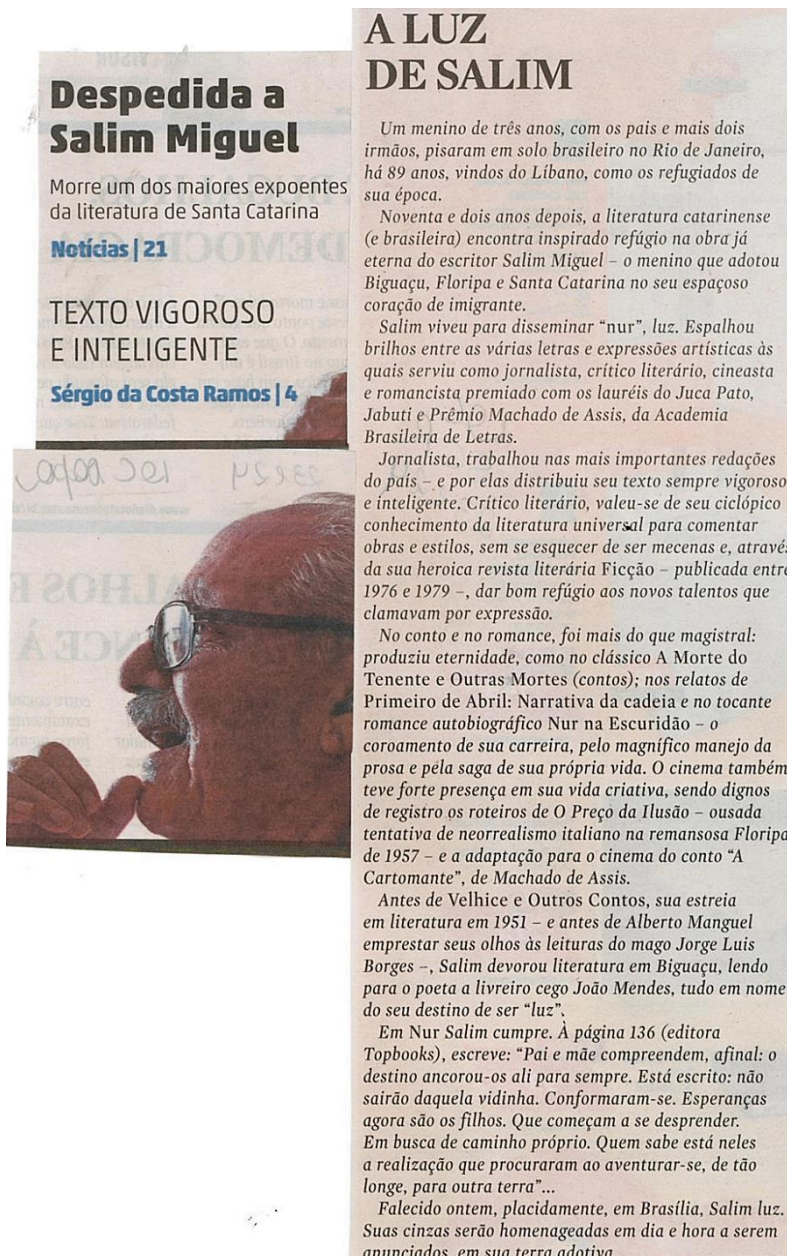 Despedida a
Salim Miguel
Morre um dos maiores expoentes
da literatura de Santa Catarina
Notícias | 21
TEXTO VIGOROSO
E INTELIGENTE
Sérgio da Costa Ramos | 4
A LUZ
DE SALIM
Um menino de três anos, com os pais e mais dois
irmãos, pisaram em solo brasileiro no Rio de Janeiro,
há 89 anos, vindos do Líbano, como os refugiados de
sua época.
Noventa e dois anos depois, a literatura catarinense
(e brasileira) encontra inspirado refúgio na obra já
eterna do escritor Salim Miguel – o menino que adotou
Biguaçu, Floripa e Santa Catarina no seu espaçoso
coração de imigrante.
Salim viveu para disseminar “nur”, luz. Espalhou
brilhos entre as várias letras e expressões artísticas às
quais serviu como jornalista, crítico literário, cineasta
e romancista premiado com os lauréis do Juca Pato,
Jabuti e Prêmio Machado de Assis, da Academia
Brasileira de Letras.
Jornalista, trabalhou nas mais importantes redações
do país – e por elas distribuiu seu texto sempre vigoroso
e inteligente. Crítico literário, valeu-se de seu ciclópico
conhecimento da literatura universal para comentar
obras e estilos, sem se esquecer de ser mecenas e, através
da sua heroica revista literária Ficção – publicada entre
1976 e 1979 –, dar bom refúgio aos novos talentos que
clamavam por expressão.
No conto e no romance, foi mais do que magistral:
produziu eternidade, como no clássico A Morte do
Tenente e Outras Mortes (contos); nos relatos de
Primeiro de Abril: Narrativa da cadeia e no tocante
romance autobiográfico Nur na Escuridão – o
coroamento de sua carreira, pelo magnífico manejo da
prosa e pela saga de sua própria vida. O cinema também
teve forte presença em sua vida criativa, sendo dignos
de registro os roteiros de O Preço da Ilusão – ousada
tentativa de neorrealismo italiano na remansosa Floripa
de 1957 – e a adaptação para o cinema do conto “A
Cartomante”, de Machado de Assis.
Antes de Velhice e Outros Contos, sua estreia
em literatura em 1951 – e antes de Alberto Manguel
emprestar seus olhos às leituras do mago Jorge Luis
Borges –, Salim devorou literatura em Biguaçu, lendo
para o poeta a livreiro cego João Mendes, tudo em nome
do seu destino de ser “luz”.
Em Nur Salim cumpre. À página 136 (editora
Topbooks), escreve: “Pai e mãe compreendem, afinal: o
destino ancorou-os ali para sempre. Está escrito: não
sairão daquela vidinha. Conformaram-se. Esperanças
agora são os filhos. Que começam a se desprender.
Em busca de caminho próprio. Quem sabe está neles
a realização que procuraram ao aventurar-se, de tão
longe, para outra terra”...
Falecido ontem, placidamente, em Brasília, Salim luz.
Suas cinzas serão homenageadas em dia e hora a serem
anunciados, em sua terra adotiva.